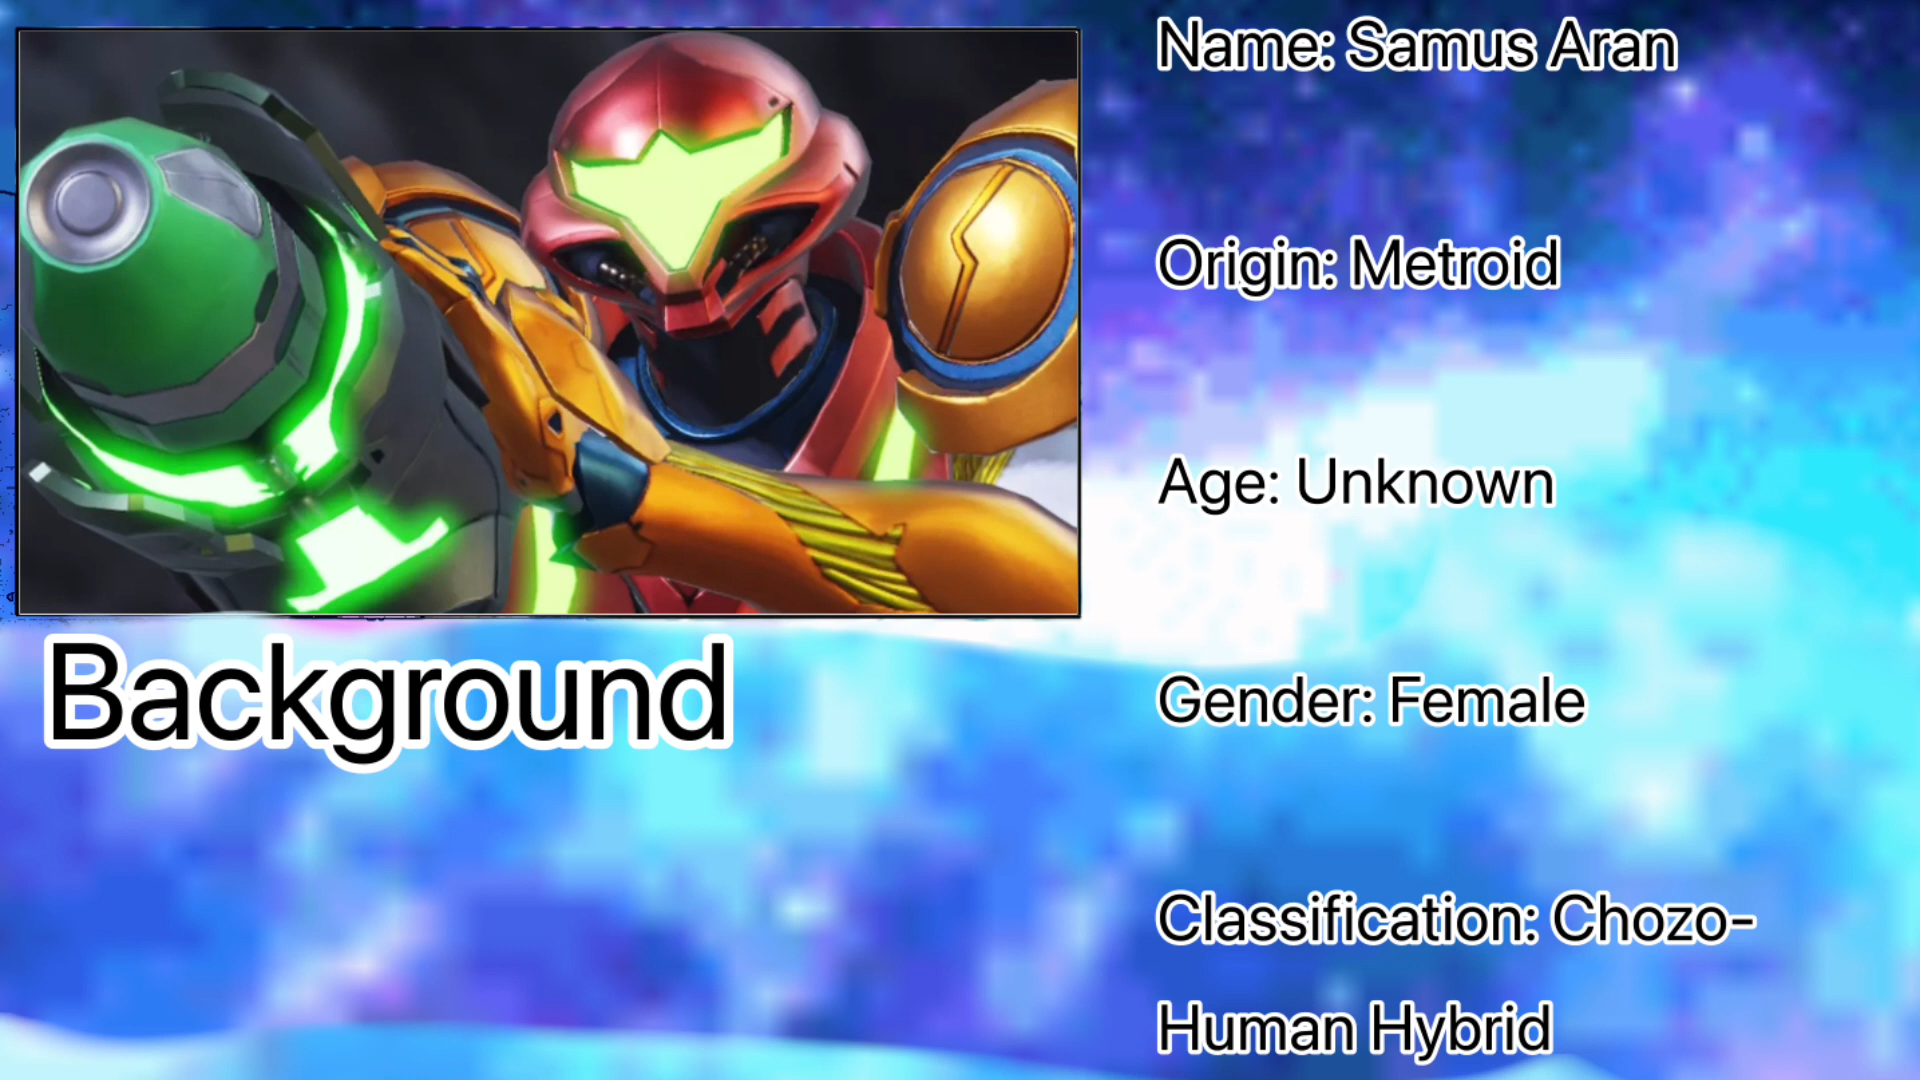 Name: Samus Aran
Origin: Metroid
Age: Unknown
Background
Gender: Female
Classification: Chozo-
Human Hybrid